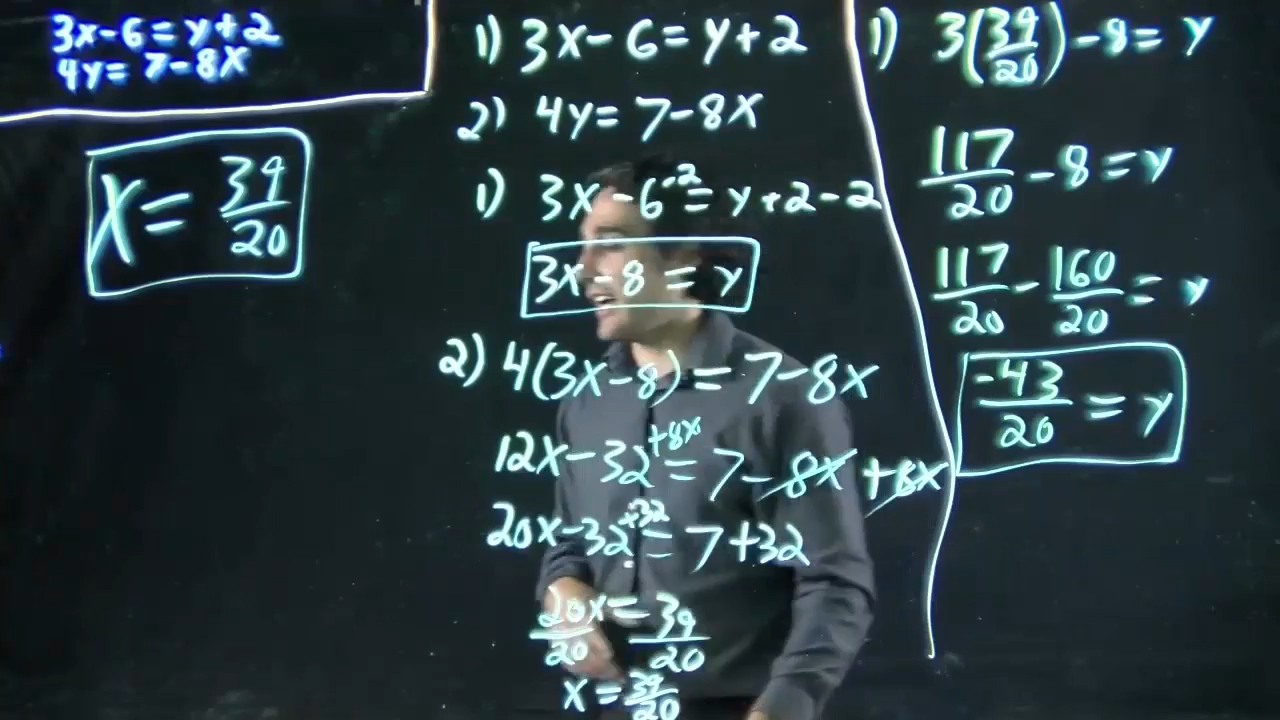 3x-6=y+2
4y=7-8x
x=39/20
1) 3x-6=y+2
2) 4y=7-8x
1) 3x-6-2=y+2-2
3x-8=y
2) 4(3x-8)=7-8x
12x-32+8x=7-8x+8x
20x-32+32=7+32
20x/20=39/20
x=39/20
1) 3(39/20)-8=y
117/20-8=y
117/20-160/20=y
-43/20=y